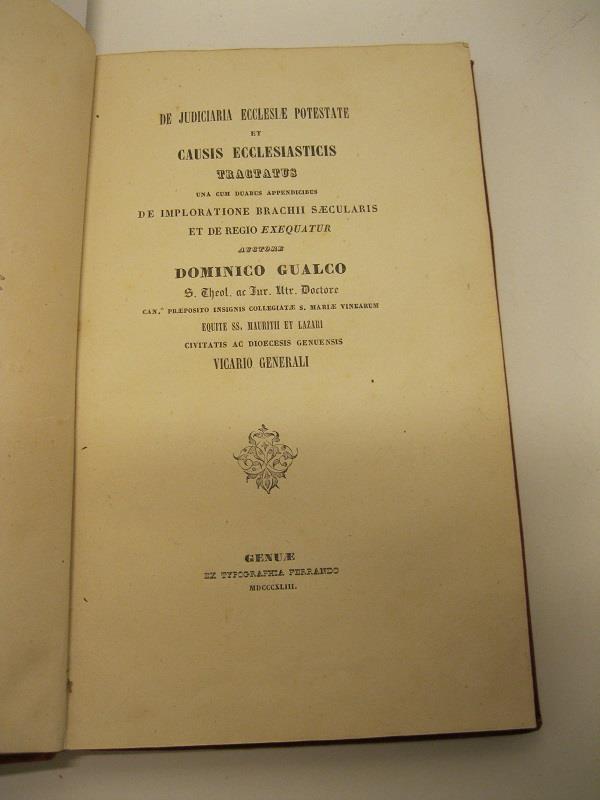 DE JUDICIARIA ECCLESIÆ POTESTATE
ET
CAUSIS ECCLESIASTICIS
TRACTATUS
UNA CUM DUABUS APPENDICIBUS
DE IMPLORATIONE BRACHII SÆCULARIS
ET DE REGIO EXEQUATUR
AUCTORE
DOMINICO GUALCO
S. Theol. ac Jur. Utr. Doctore
CAN.º PRÆPOSITO INSIGNIS COLLEGIATÆ S. MARIÆ VINEARUM
EQUITE SS. MAURITII ET LAZARI
CIVITATIS AC DIOECESIS GENUENSIS
VICARIO GENERALI
GENUÆ
EX TYPOGRAPHIA FERRANDO
MDCCCXLIII.